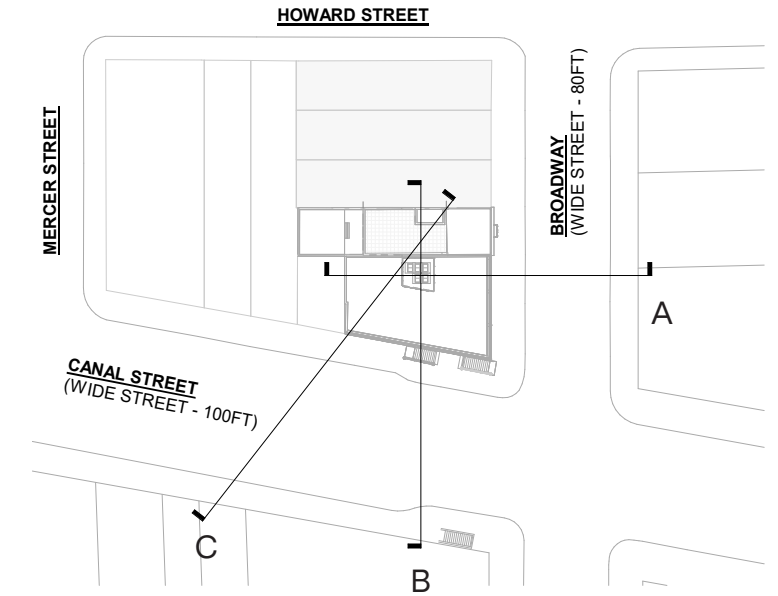 HOWARD STREET
MERCER STREET
BROADWAY
(WIDE STREET - 80FT)
A
CANAL STREET
(WIDE STREET - 100FT)
C
B